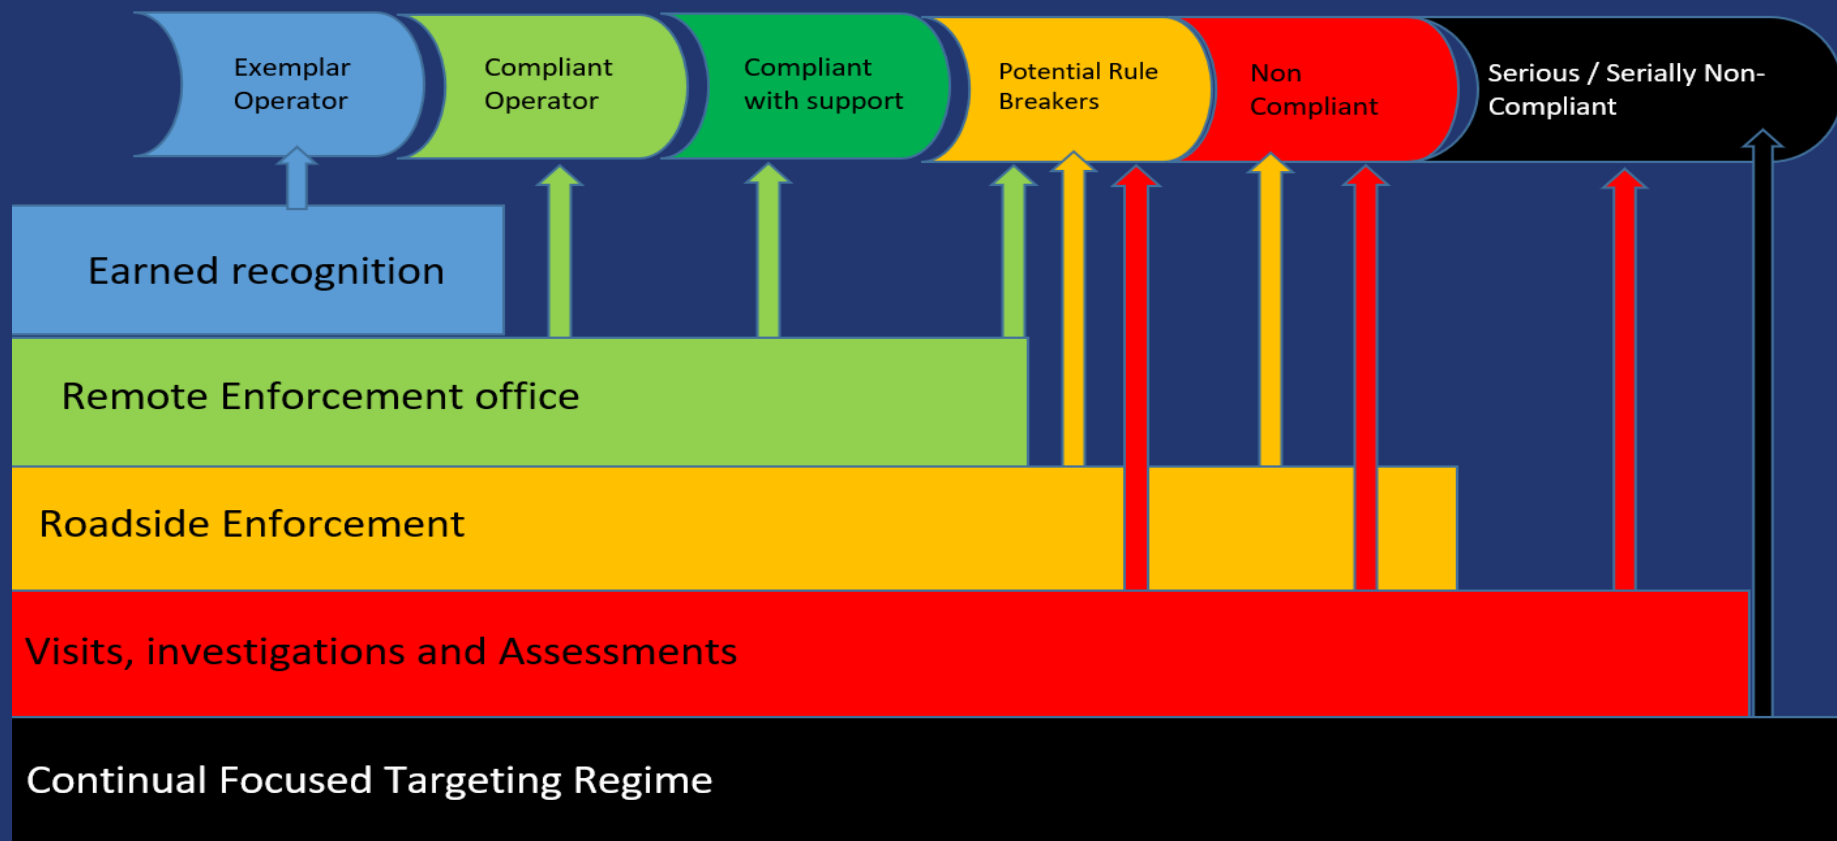 Exemplar
Operator
Compliant
Operator
Compliant
with support
Potential Rule
Breakers
Non
Compliant
Serious / Serially Non-
Compliant
Earned recognition
Remote Enforcement office
Roadside Enforcement
Visits, investigations and Assessments
Continual Focused Targeting Regime